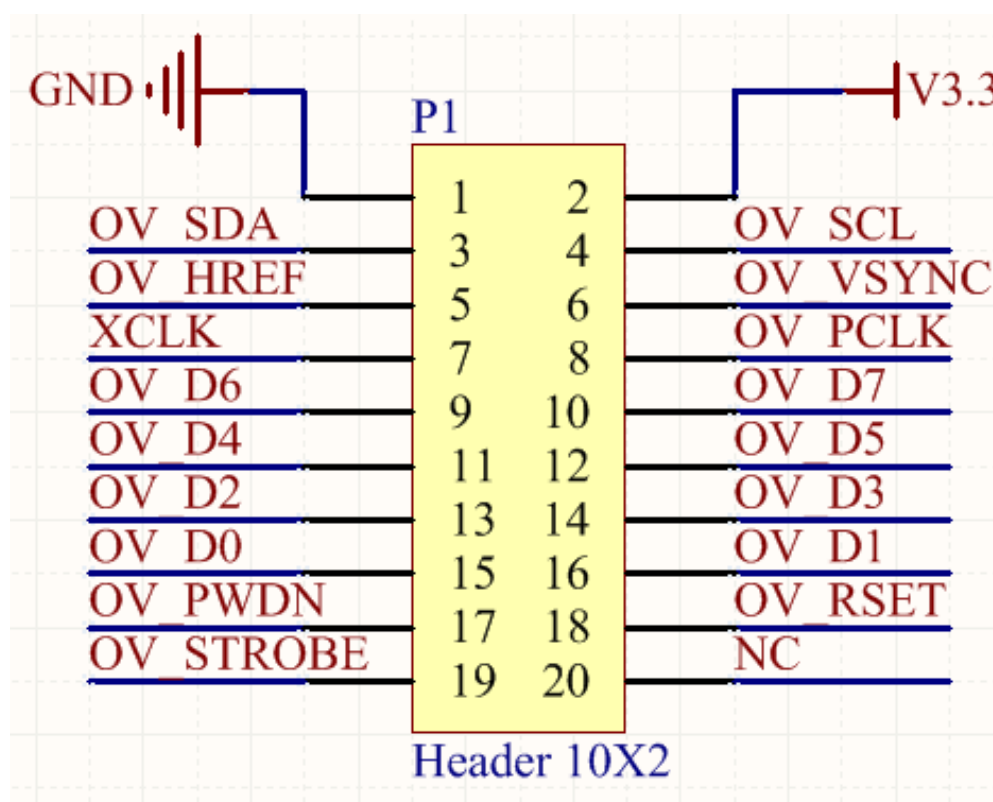 GND V3.3
P1
1 2
OV_SDA 3 4 OV_SCL
OV_HREF 5 6 OV_VSYNC
XCLK 7 8 OV_PCLK
OV_D6 9 10 OV_D7
OV_D4 11 12 OV_D5
OV_D2 13 14 OV_D3
OV_D0 15 16 OV_D1
OV_PWDN 17 18 OV_RSET
OV_STROBE 19 20 NC
Header 10X2